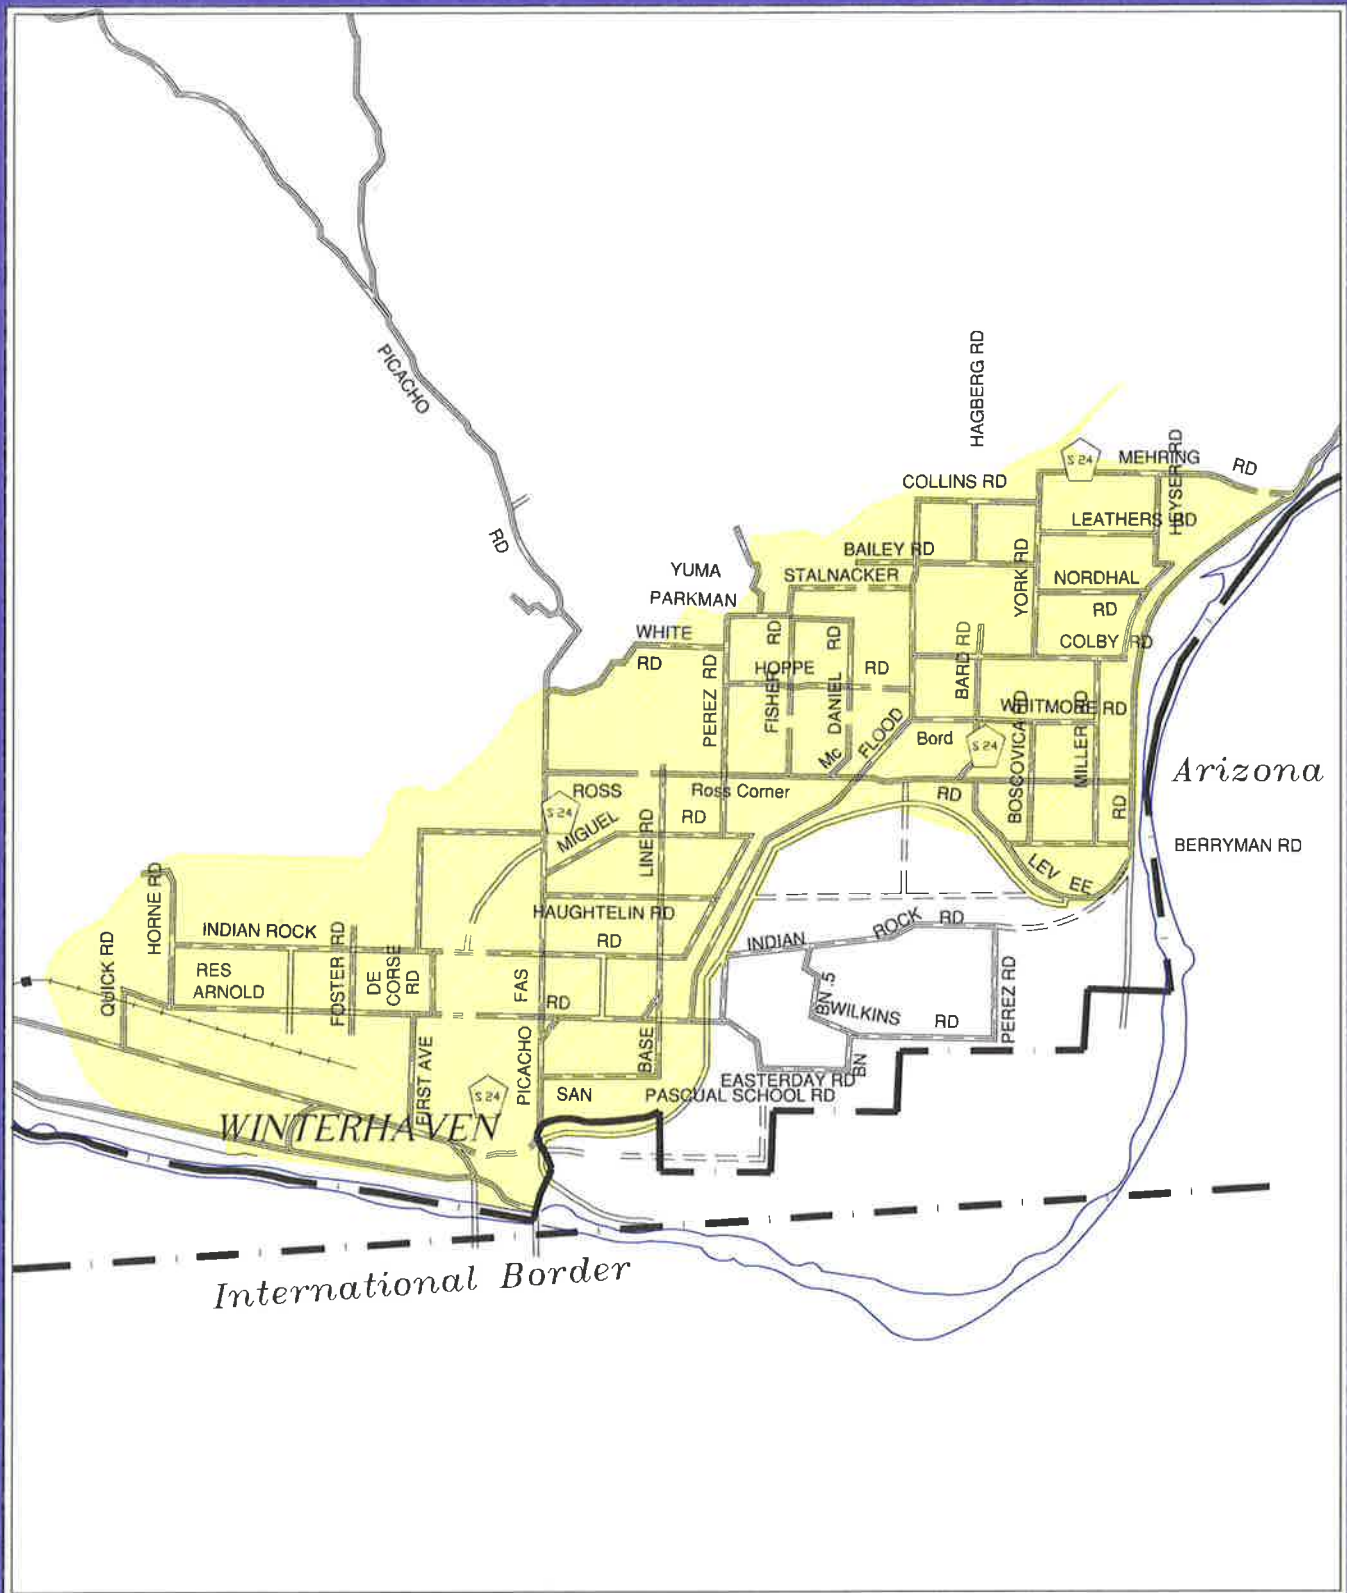 PICACHO
RD
HAGBERG RD
S 24
MEHRING
RD
HEYSER RD
COLLINS RD
LEATHERS RD
BAILEY RD
YORK RD
YUMA
STALNACKER
NORDHAL
RD
PARKMAN
WHITE
RD
RD
RD
COLBY RD
HOPPE
RD
BARD RD
PEREZ RD
FISHER
DANIEL
WHITMORE RD
FLOOD
Mc
Bord
S 24
BOSCOVICA RD
MILLER RD
Arizona
ROSS
Ross Corner
RD
RD
RD
S 24
MIGUEL
LINE RD
BERRYMAN RD
LEV EE
HORNE RD
HAUGHTELIN RD
RD
INDIAN ROCK
INDIAN
ROCK
RD
QUICK RD
RES
ARNOLD
FOSTER RD
DE
CORSE
RD
FAS
RD
BN .5
SWILKINS
RD
PEREZ RD
FIRST AVE
PICACHO
BASE
BN
S 24
SAN
EASTERDAY RD
PASCUAL SCHOOL RD
WINTERHAVEN
International Border